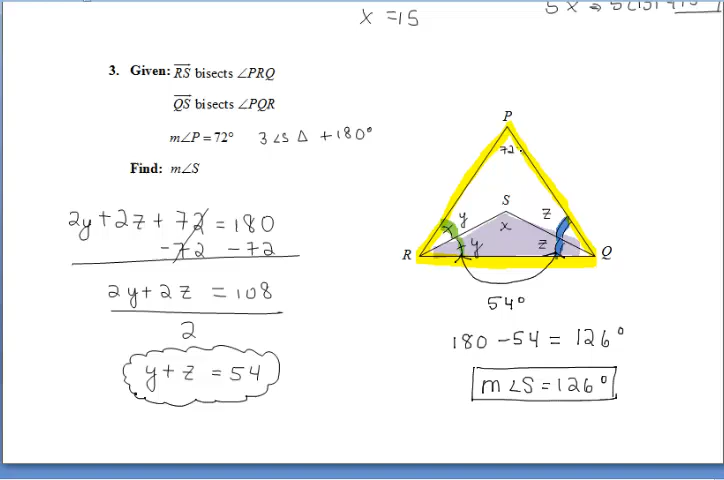 x = 15
3. Given: RS bisects ∠PRQ
QS bisects ∠PQR
m∠P = 72° 3 ∠s Δ + 180°
Find: m∠S
P
72
S
x
y
z
y
z
R
Q
54°
2y + 2z + 72 = 180
-72 -72
2y + 2z = 108
2
y + z = 54
180 - 54 = 126°
m∠S = 126°